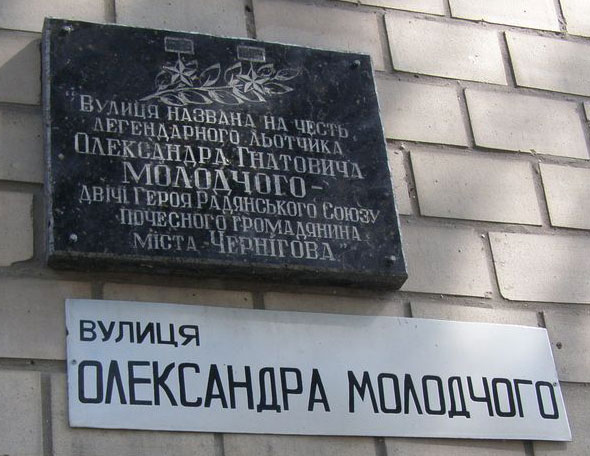 "Вулиця названа на честь
легендарного льотчика
Олександра Гнатовича
Молодчого-
двічі Героя Радянського Союзу
почесного громадянина
міста Чернігова"
ВУЛИЦЯ
ОЛЕКСАНДРА МОЛОДЧОГО